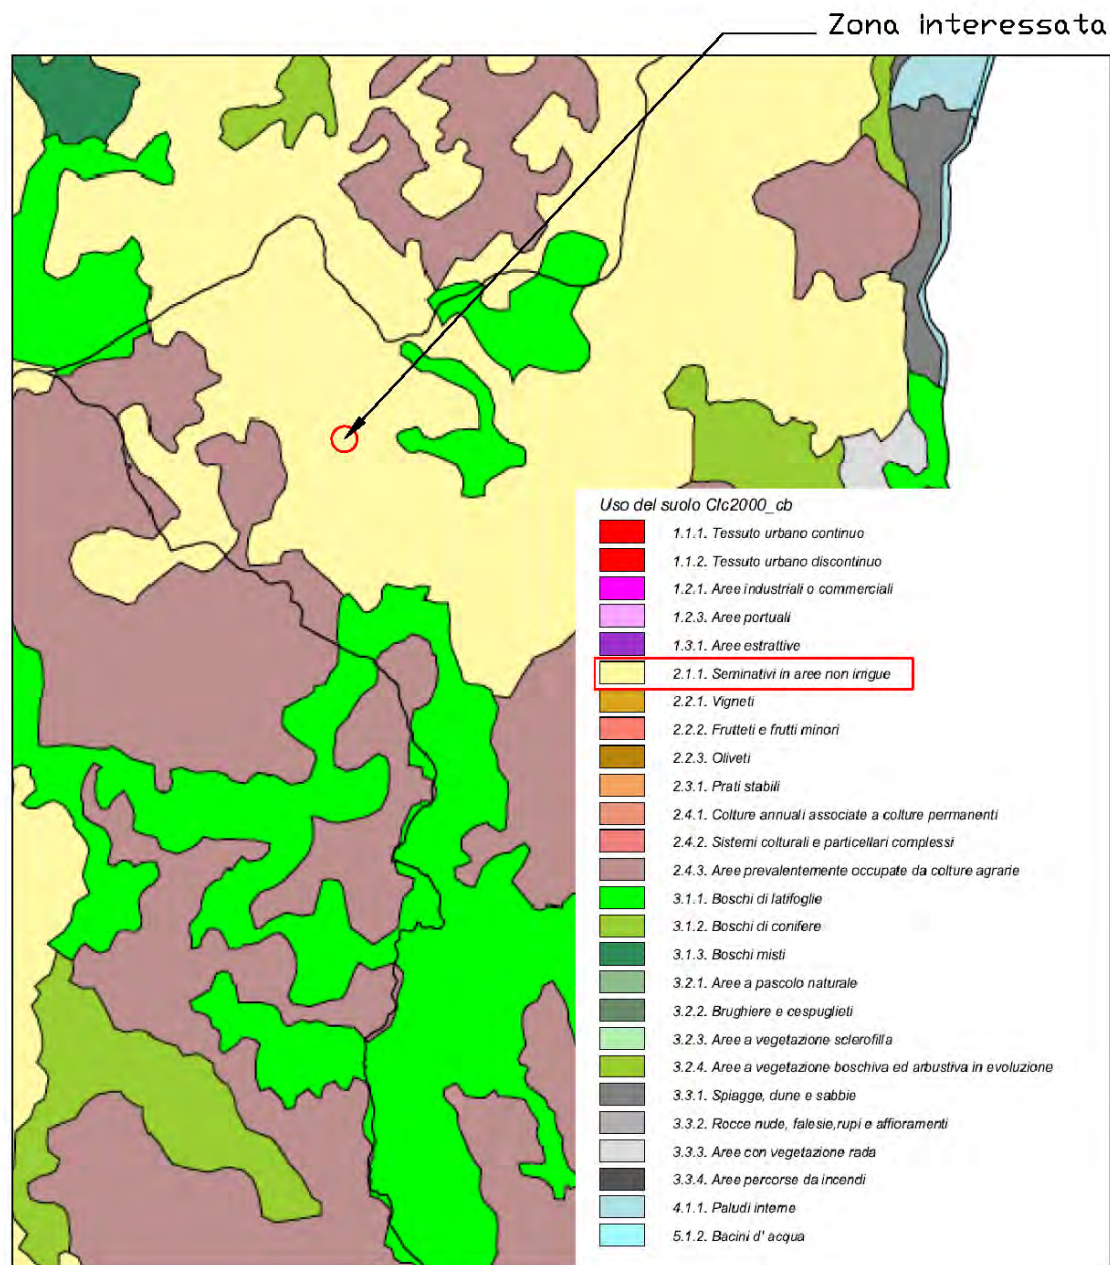 Zona interessata
Uso del suolo Clc2000_cb
1.1.1. Tessuto urbano continuo
1.1.2. Tessuto urbano discontinuo
1.2.1. Aree industriali o commerciali
1.2.3. Aree portuali
1.3.1. Aree estrattive
2.1.1. Seminativi in aree non irrigue
2.2.1. Vigneti
2.2.2. Frutteti e frutti minori
2.2.3. Oliveti
2.3.1. Prati stabili
2.4.1. Colture annuali associate a colture permanenti
2.4.2. Sistemi colturali e particellari complessi
2.4.3. Aree prevalentemente occupate da colture agrarie
3.1.1. Boschi di latifoglie
3.1.2. Boschi di conifere
3.1.3. Boschi misti
3.2.1. Aree a pascolo naturale
3.2.2. Brughiere e cespuglieti
3.2.3. Aree a vegetazione sclerofilla
3.2.4. Aree a vegetazione boschiva ed arbustiva in evoluzione
3.3.1. Spiagge, dune e sabbie
3.3.2. Rocce nude, falesie,rupi e affioramenti
3.3.3. Aree con vegetazione rada
3.3.4. Aree percorse da incendi
4.1.1. Paludi interne
5.1.2. Bacini d' acqua